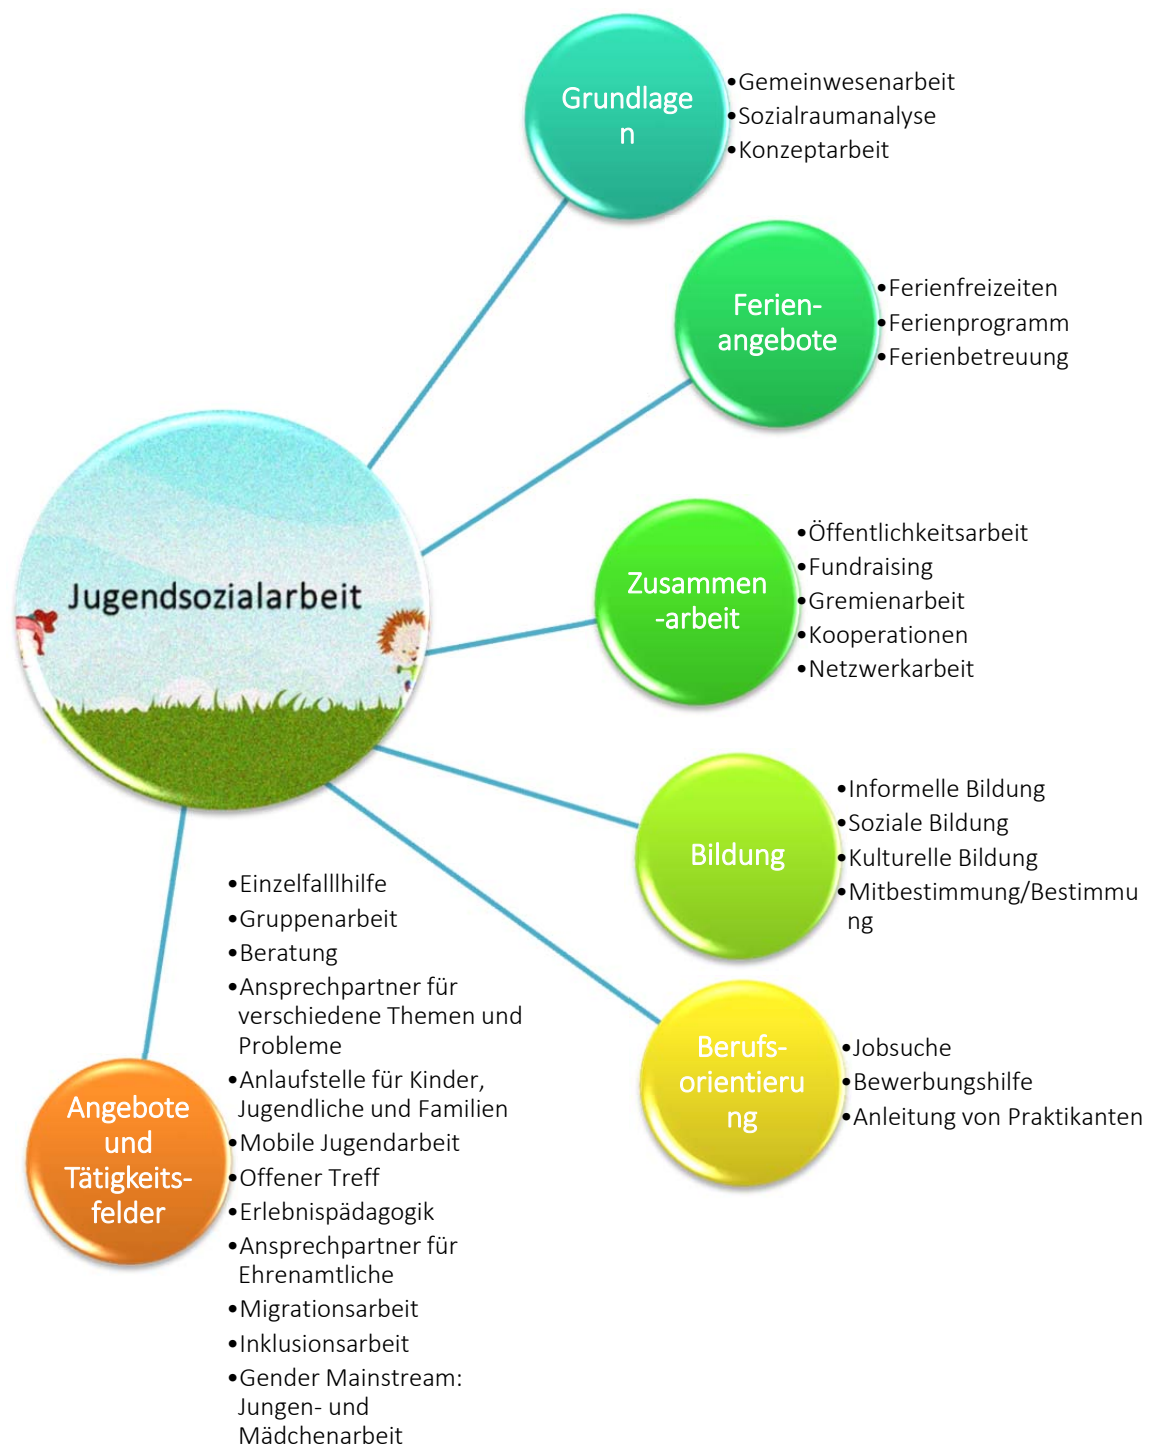 Grundlage
n
•Gemeinwesenarbeit
•Sozialraumanalyse
•Konzeptarbeit
Ferien-
angebote
•Ferienfreizeiten
•Ferienprogramm
•Ferienbetreuung
Jugendsozialarbeit
Zusammen
-arbeit
•Öffentlichkeitsarbeit
•Fundraising
•Gremienarbeit
•Kooperationen
•Netzwerkarbeit
Bildung
•Informelle Bildung
•Soziale Bildung
•Kulturelle Bildung
•Mitbestimmung/Bestimmu
ng
Berufs-
orientieru
ng
•Jobsuche
•Bewerbungshilfe
•Anleitung von Praktikanten
Angebote
und
Tätigkeits-
felder
•Einzelfalllhilfe
•Gruppenarbeit
•Beratung
•Ansprechpartner für
verschiedene Themen und
Probleme
•Anlaufstelle für Kinder,
Jugendliche und Familien
•Mobile Jugendarbeit
•Offener Treff
•Erlebnispädagogik
•Ansprechpartner für
Ehrenamtliche
•Migrationsarbeit
•Inklusionsarbeit
•Gender Mainstream:
Jungen- und
Mädchenarbeit